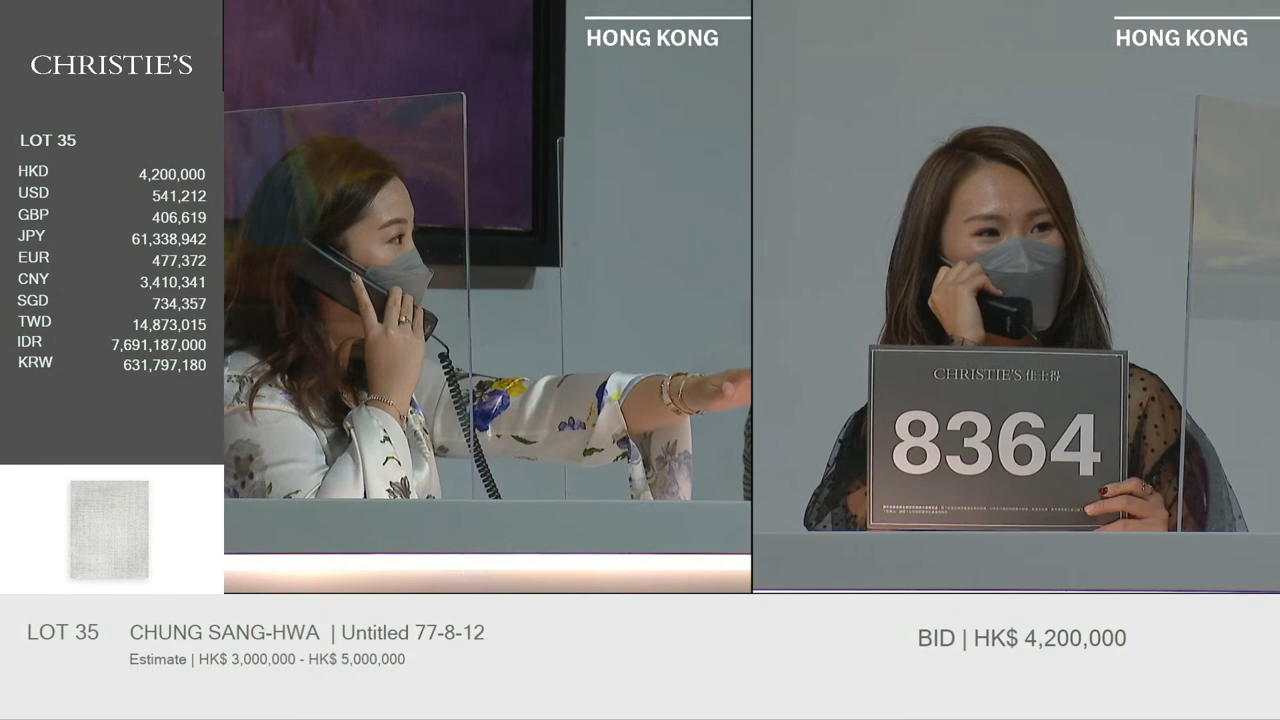 CHRISTIE'S
LOT 35
HKD 4,200,000
USD 541,212
GBP 406,619
JPY 61,338,942
EUR 477,372
CNY 3,410,341
SGD 734,357
TWD 14,873,015
IDR 7,691,187,000
KRW 631,797,180
HONG KONG
HONG KONG
CHRISTIE'S 佳士得
8364
LOT 35 CHUNG SANG-HWA | Untitled 77-8-12
Estimate | HK$ 3,000,000 - HK$ 5,000,000
BID | HK$ 4,200,000